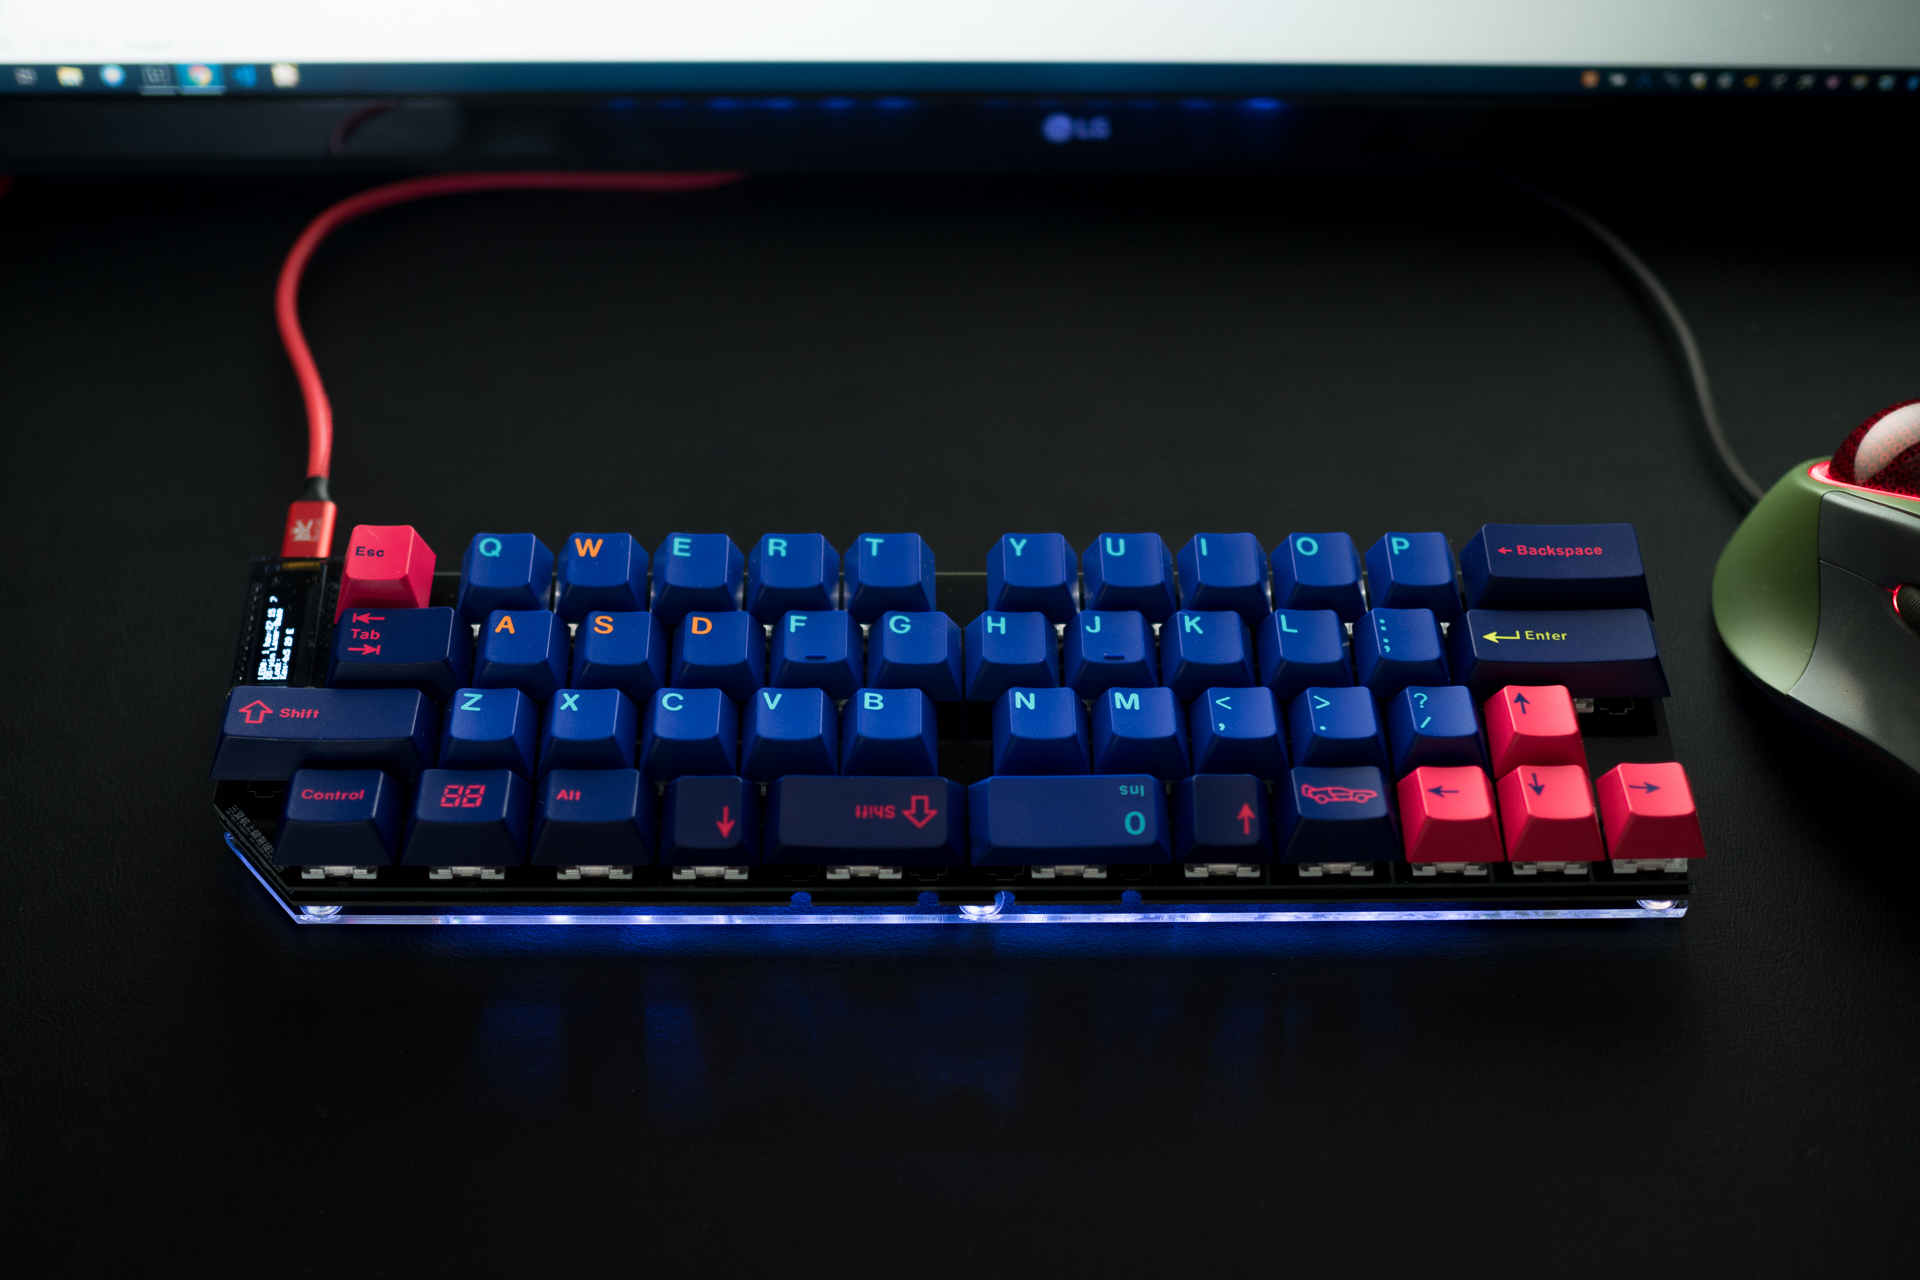 LG
Esc
Q W E R T Y U I O P ← Backspace
Tab A S D F G H J K L : ; Enter
Shift Z X C V B N M < , > . ? / ↑
Control 88 Alt ↓ Shift Ins 0 ↑ ← ↓ →